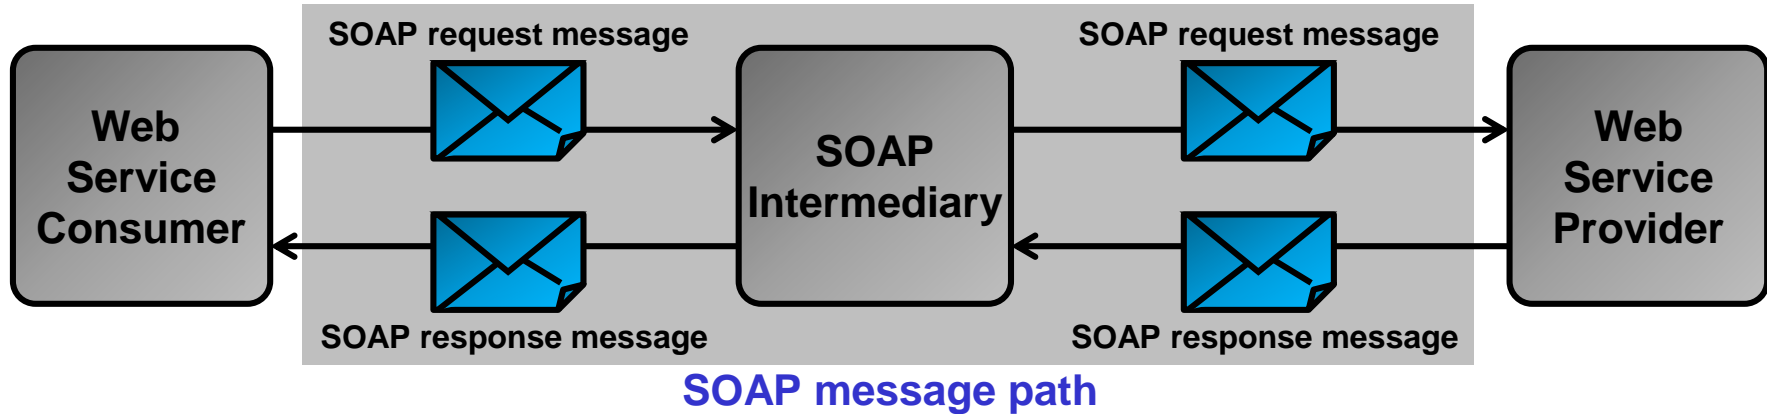 SOAP request message
SOAP request message
Web
Service
Consumer
SOAP
Intermediary
Web
Service
Provider
SOAP response message
SOAP response message
SOAP message path